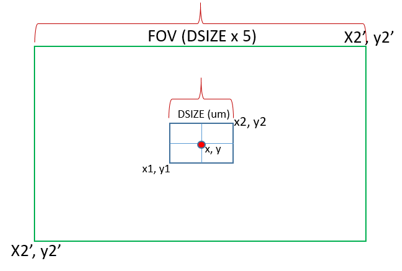 FOV (DSIZE x 5)
X2’, y2’
DSIZE (um)
x2, y2
x, y
x1, y1
X2’, y2’